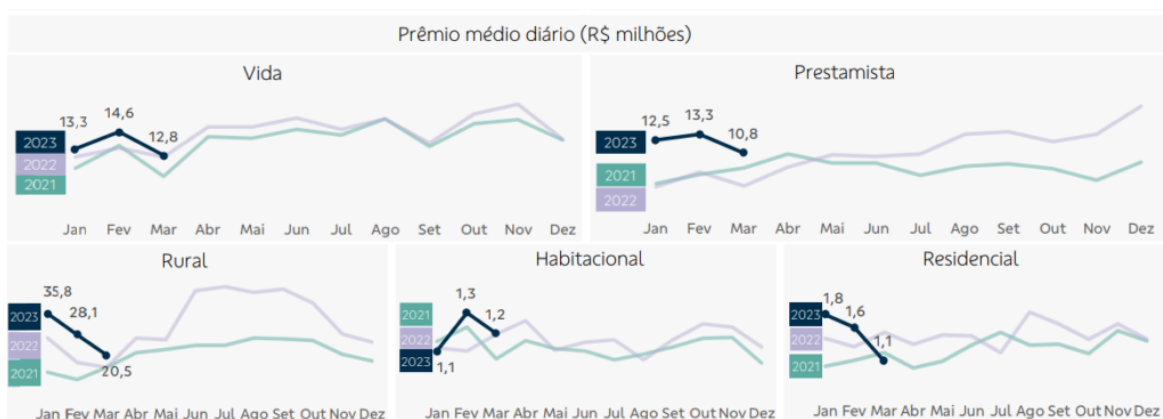 Prêmio médio diário (R$ milhões)
Vida
13,3 14,6 12,8
2023
2022
2021
Jan Fev Mar Abr Mai Jun Jul Ago Set Out Nov Dez
Prestamista
12,5 13,3 10,8
2023
2021
2022
Jan Fev Mar Abr Mai Jun Jul Ago Set Out Nov Dez
Rural
35,8
28,1
2023
2022
2021
20,5
Jan Fev Mar Abr Mai Jun Jul Ago Set Out Nov Dez
Habitacional
1,3
1,2
2021
2022
2023
1,1
Jan Fev Mar Abr Mai Jun Jul Ago Set Out Nov Dez
Residencial
1,8
1,6
1,1
2023
2022
2021
Jan Fev Mar Abr Mai Jun Jul Ago Set Out Nov Dez